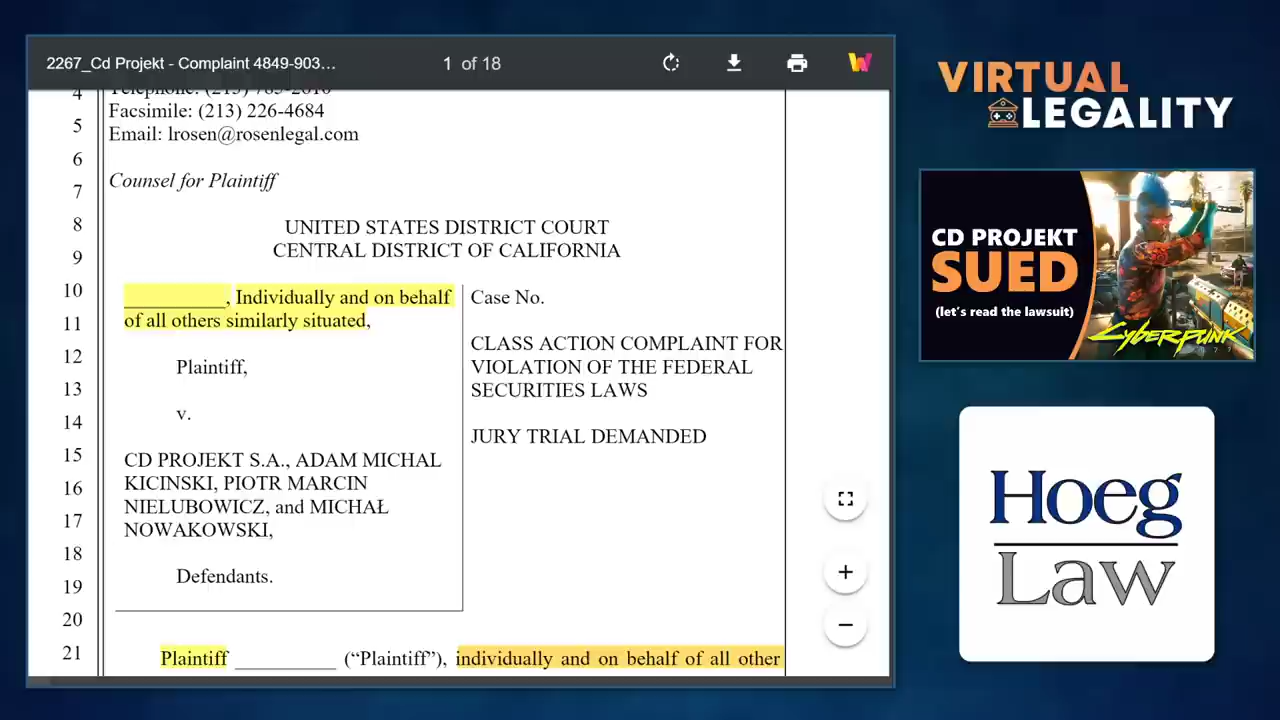 2267_Cd Projekt - Complaint 4849-903…
1 of 18
4
Facsimile: (213) 226-4684
5
Email: lrosen@rosenlegal.com
6
Counsel for Plaintiff
7
8
UNITED STATES DISTRICT COURT
CENTRAL DISTRICT OF CALIFORNIA
9
10
__________, Individually and on behalf
of all others similarly situated,
11
Plaintiff,
12
v.
13
14
CD PROJEKT S.A., ADAM MICHAL
15
KICINSKI, PIOTR MARCIN
16
NIELUBOWICZ, and MICHAŁ
NOWAKOWSKI,
17
Defendants.
18
19
Case No.
CLASS ACTION COMPLAINT FOR
VIOLATION OF THE FEDERAL
SECURITIES LAWS
JURY TRIAL DEMANDED
20
21
Plaintiff __________ (“Plaintiff”), individually and on behalf of all other
VIRTUAL
LEGALITY
CD PROJEKT
SUED
(let's read the lawsuit)
Cyberpunk
Hoeg
Law